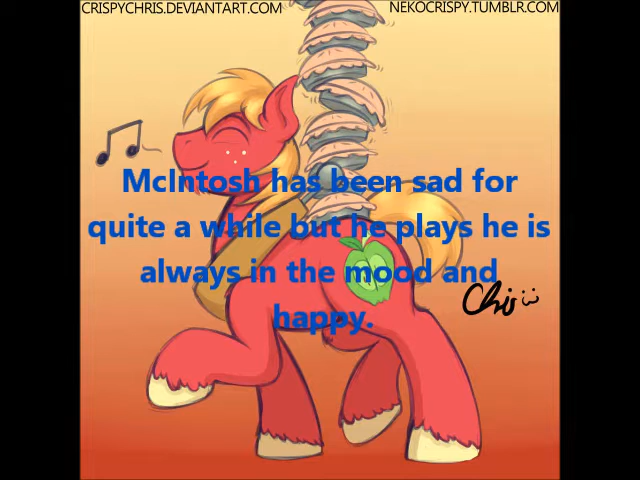 CRISPYCHRIS.DEVIANTART.COM NEKOCRISPY.TUMBLR.COM
McIntosh has been sad for
quite a while but he plays he is
always in the mood and
happy.